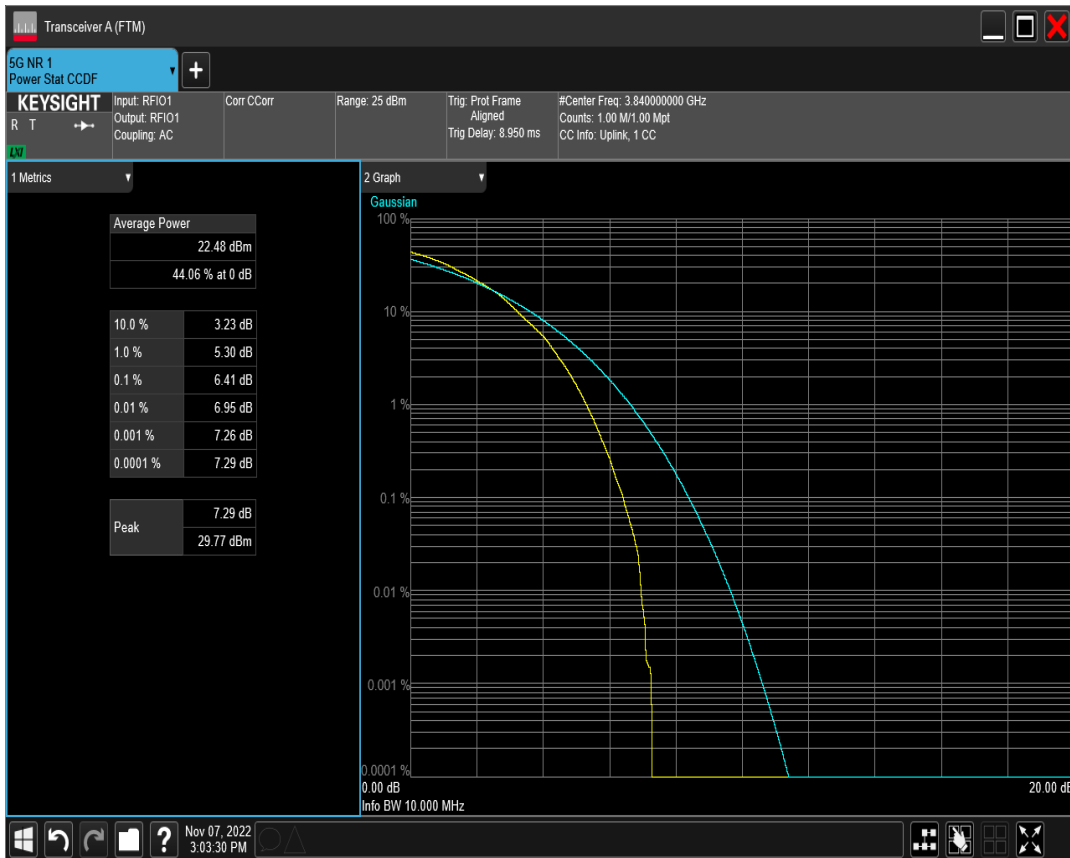 Transceiver A (FTM)
5G NR 1
Power Stat CCDF
KEYSIGHT
R T
LXI
Input: RFIO1
Output: RFIO1
Coupling: AC
Corr CCorr
Range: 25 dBm
Trig: Prot Frame
Aligned
Trig Delay: 8.950 ms
#Center Freq: 3.840000000 GHz
Counts: 1.00 M/1.00 Mpt
CC Info: Uplink, 1 CC
1 Metrics
Average Power
22.48 dBm
44.06 % at 0 dB
10.0 % 3.23 dB
1.0 % 5.30 dB
0.1 % 6.41 dB
0.01 % 6.95 dB
0.001 % 7.26 dB
0.0001 % 7.29 dB
Peak
7.29 dB
29.77 dBm
2 Graph
Gaussian
100 %
10 %
1 %
0.1 %
0.01 %
0.001 %
0.0001 %
0.00 dB 20.00 dB
Info BW 10.000 MHz
?
Nov 07, 2022
3:03:30 PM